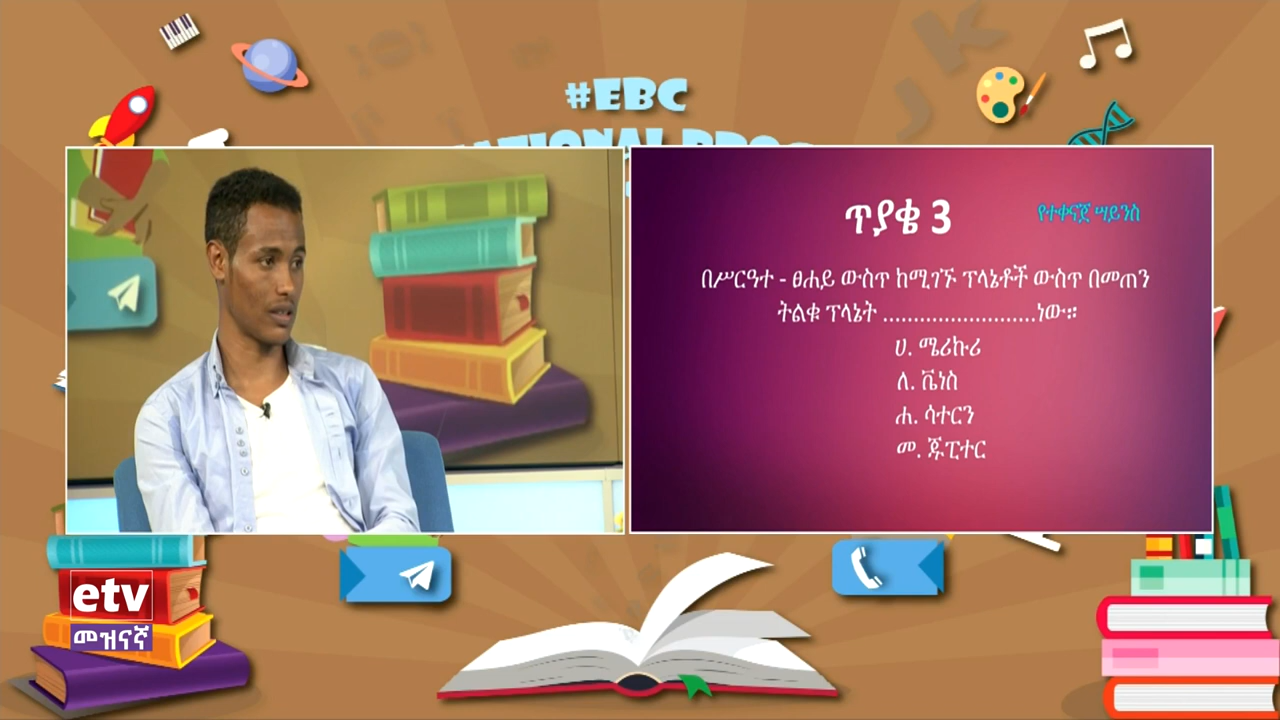 #EBC
ጥያቄ 3
የተቀናጀ ሣይንስ
በሥርዓተ - ፀሐይ ውስጥ ከሚገኙ ፕላኔቶች ውስጥ በመጠን
ትልቁ ፕላኔት .........................ነው።
ሀ. ሜሪኩሪ
ለ. ቬነስ
ሐ. ሳተርን
መ. ጁፒተር
etv
መዝናኛ